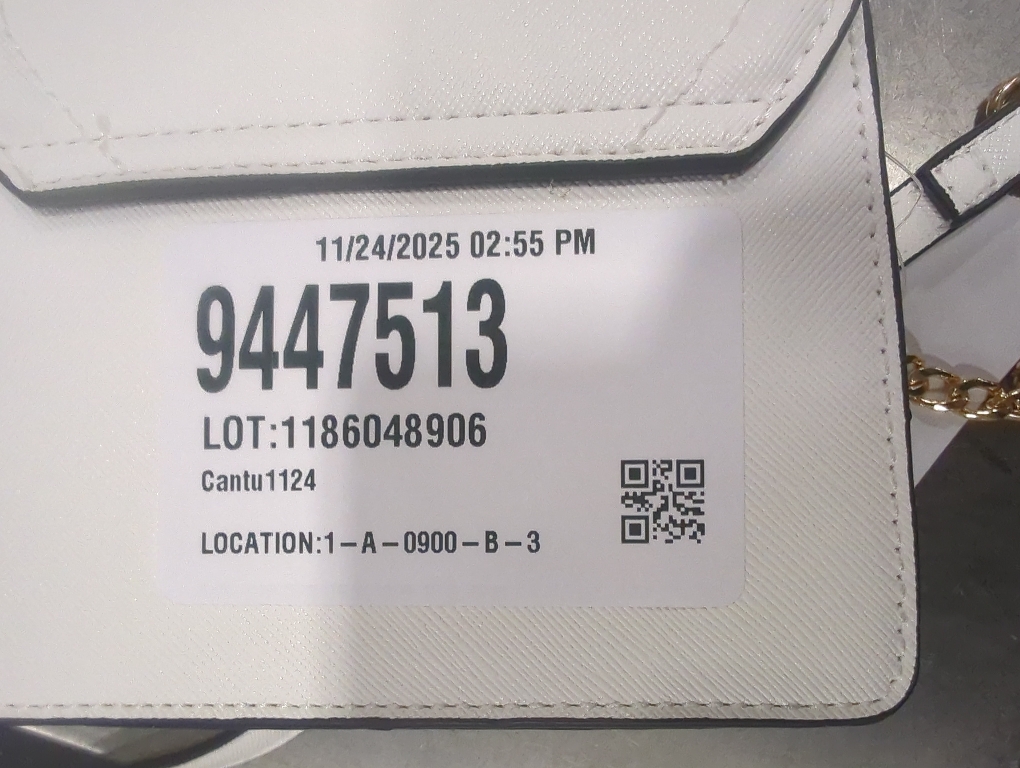 11/24/2025 02:55 PM
9447513
LOT:1186048906
Cantu1124
LOCATION:1-A-0900-B-3